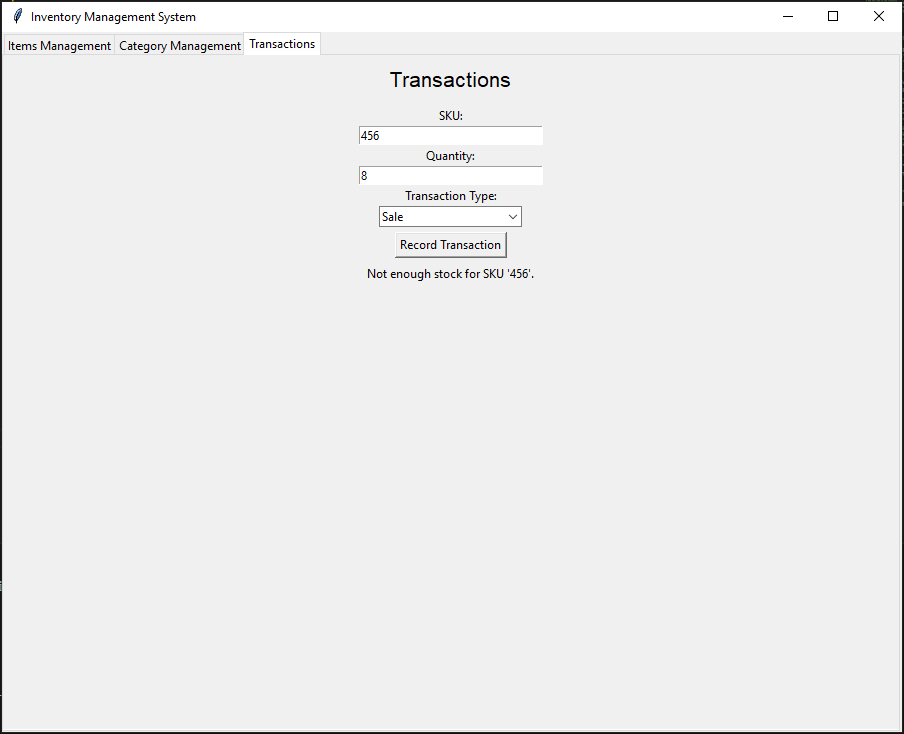 Inventory Management System
Items Management Category Management Transactions
Transactions
SKU:
456
Quantity:
8
Transaction Type:
Sale
Record Transaction
Not enough stock for SKU '456'.